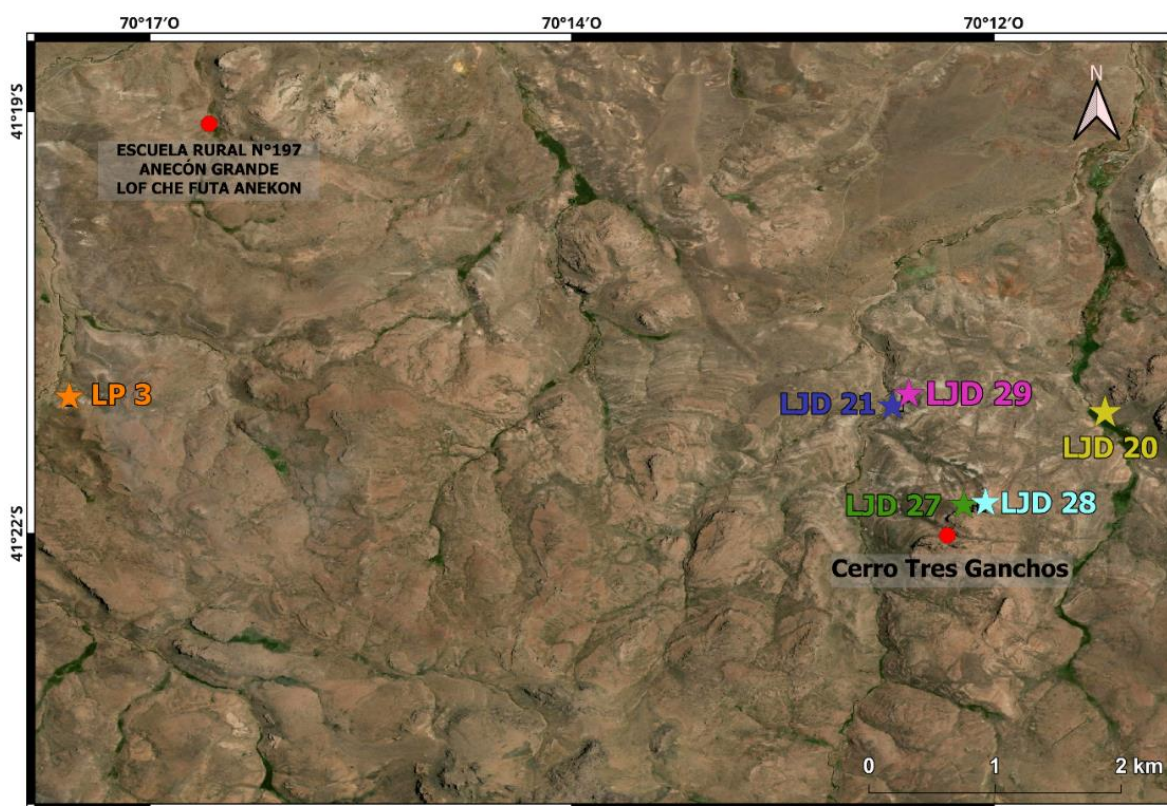 70°17′O 70°14′O 70°12′O
41°19′S
N
ESCUELA RURAL N°197
ANECÓN GRANDE
LOF CHE FUTA ANEKON
LP 3
LJD 21
LJD 29
LJD 20
LJD 27
LJD 28
41°22′S
Cerro Tres Ganchos
0 1 2 km